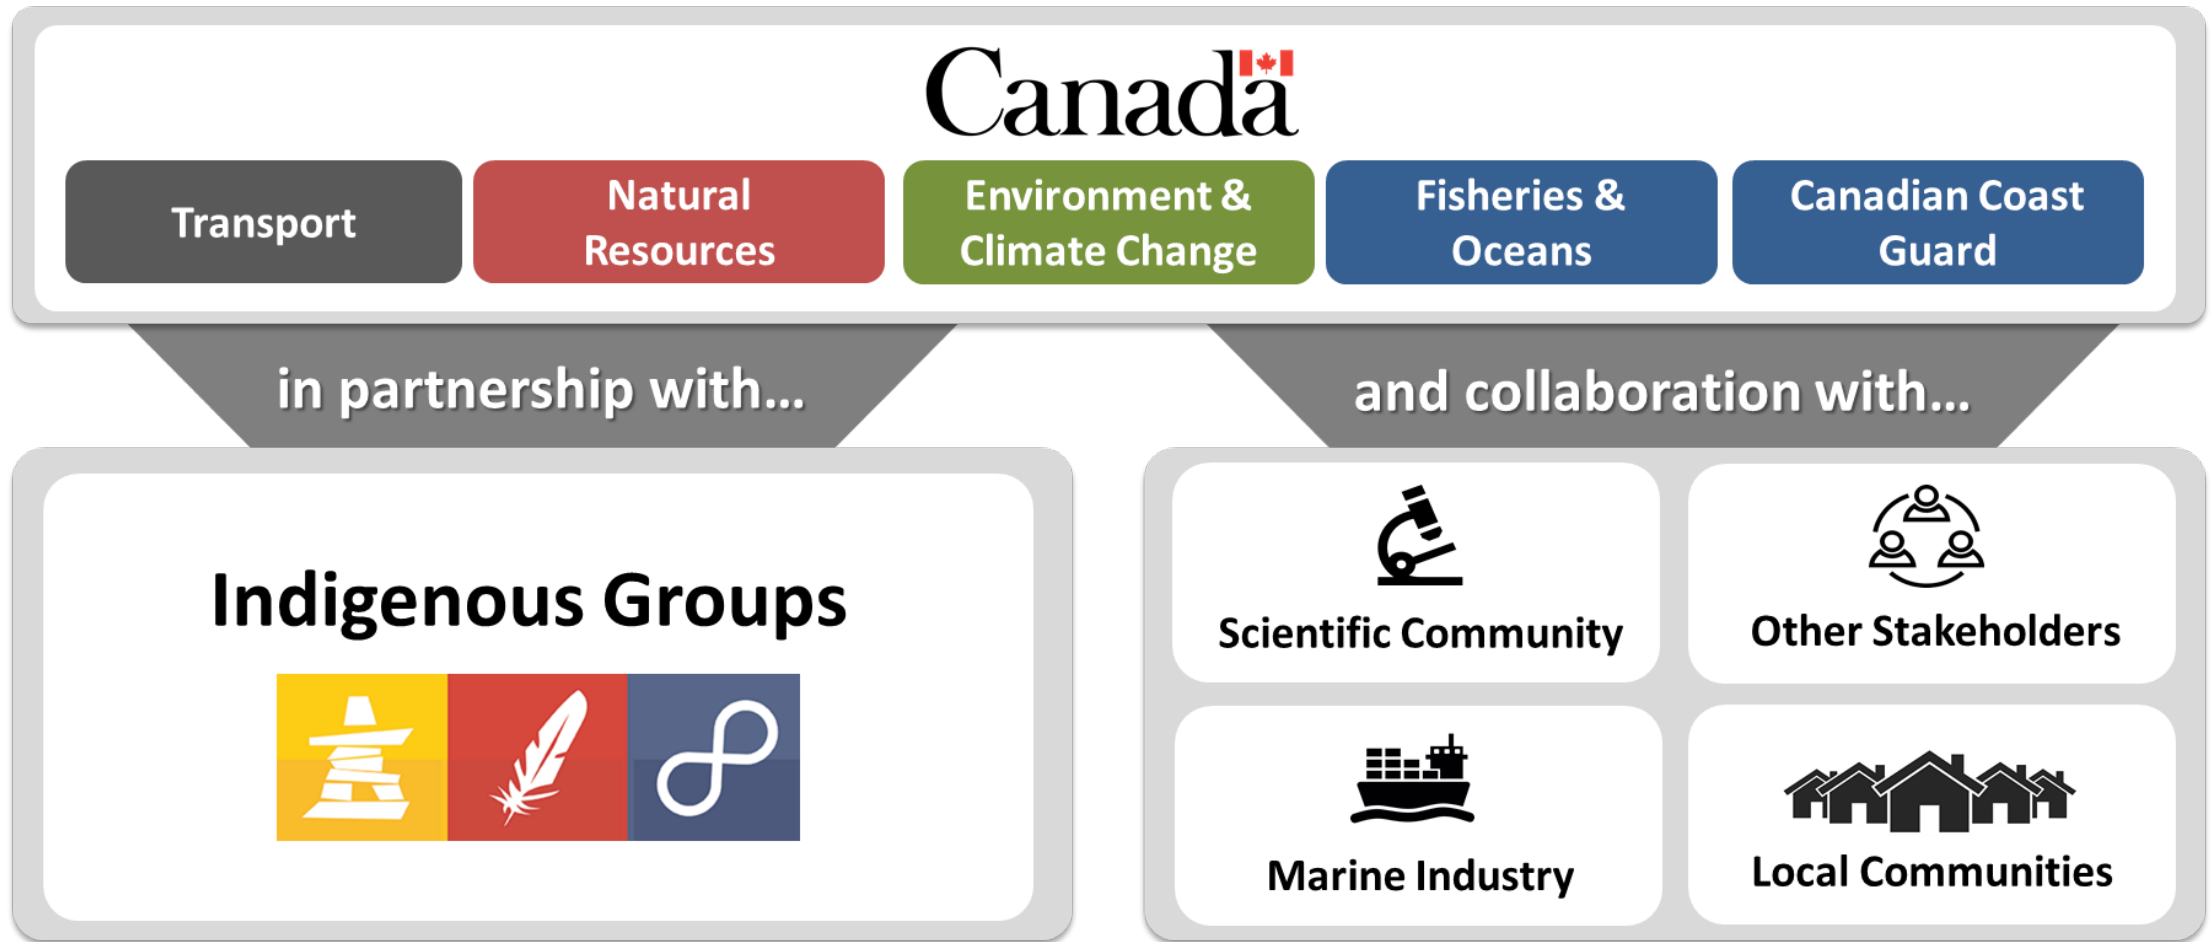 Canada
Transport
Natural
Resources
Environment &
Climate Change
Fisheries &
Oceans
Canadian Coast
Guard
in partnership with...
and collaboration with...
Indigenous Groups
Scientific Community
Other Stakeholders
Marine Industry
Local Communities